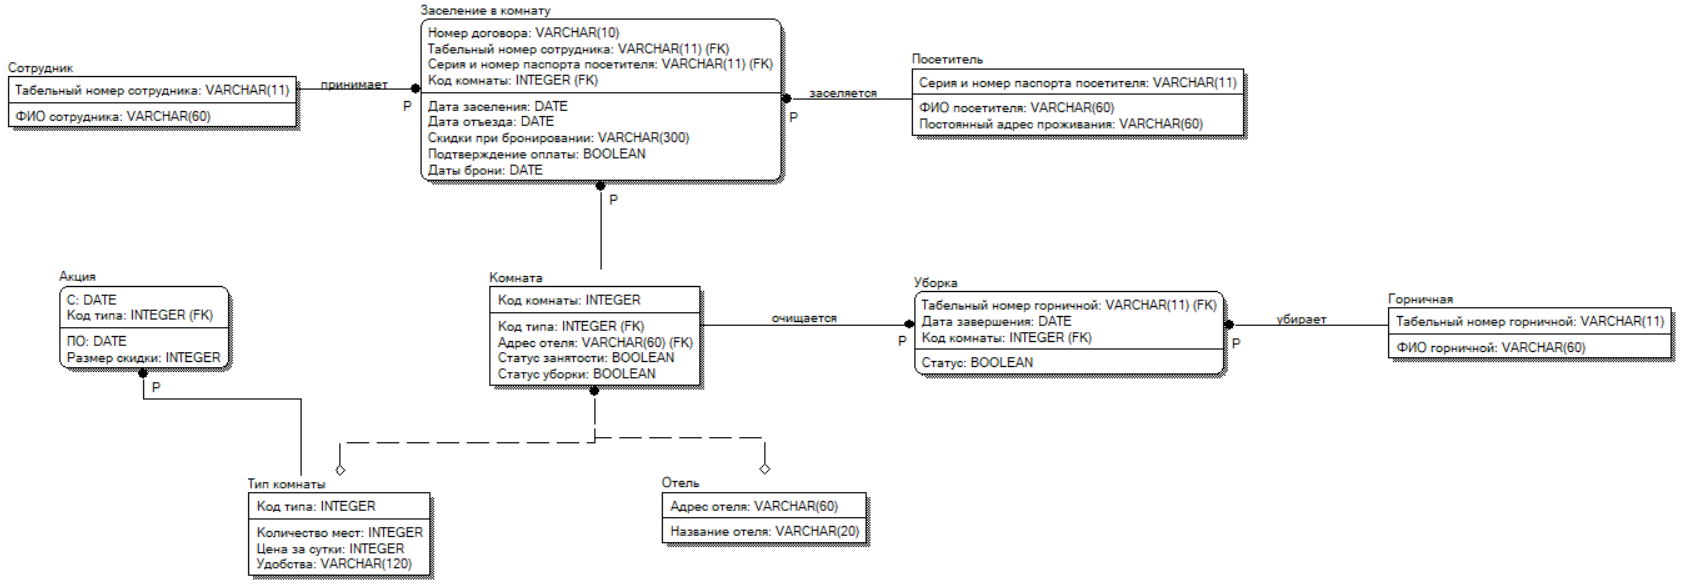 Заселение в комнату
Номер договора: VARCHAR(10)
Табельный номер сотрудника: VARCHAR(11) (FK)
Серия и номер паспорта посетителя: VARCHAR(11) (FK)
Код комнаты: INTEGER (FK)
Дата заселения: DATE
Дата отъезда: DATE
Скидки при бронировании: VARCHAR(300)
Подтверждение оплаты: BOOLEAN
Даты брони: DATE
Сотрудник
Табельный номер сотрудника: VARCHAR(11)
ФИО сотрудника: VARCHAR(60)
принимает
P
Посетитель
Серия и номер паспорта посетителя: VARCHAR(11)
ФИО посетителя: VARCHAR(60)
Постоянный адрес проживания: VARCHAR(60)
заселяется
P
P
Акция
С: DATE
Код типа: INTEGER (FK)
ПО: DATE
Размер скидки: INTEGER
P
Комната
Код комнаты: INTEGER
Код типа: INTEGER (FK)
Адрес отеля: VARCHAR(60) (FK)
Статус занятости: BOOLEAN
Статус уборки: BOOLEAN
очищается
P
Уборка
Табельный номер горничной: VARCHAR(11) (FK)
Дата завершения: DATE
Код комнаты: INTEGER (FK)
Статус: BOOLEAN
убирает
P
Горничная
Табельный номер горничной: VARCHAR(11)
ФИО горничной: VARCHAR(60)
Тип комнаты
Код типа: INTEGER
Количество мест: INTEGER
Цена за сутки: INTEGER
Удобства: VARCHAR(120)
Отель
Адрес отеля: VARCHAR(60)
Название отеля: VARCHAR(20)